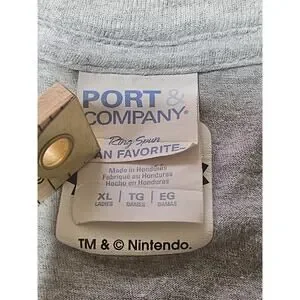 PORT &
COMPANY®
Ring Spun
AN FAVORITE
Made in Honduras
Fabriqué au Honduras
Hecho en Honduras
XL | TG | EG
LADIES | DAMES | DAMAS
TM & © Nintendo.